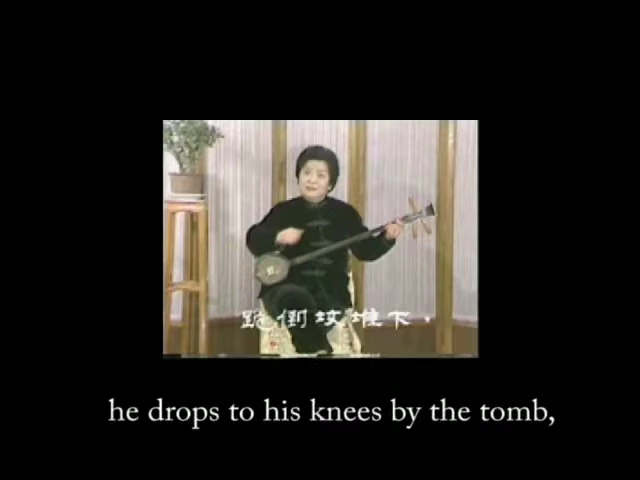 跪倒坟堆下，
he drops to his knees by the tomb,